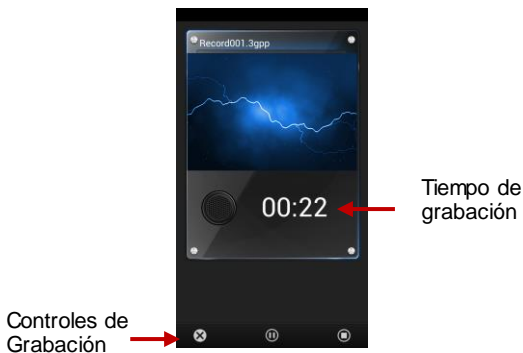 Record001.3gpp
00:22
Tiempo de
grabación
Controles de
Grabación